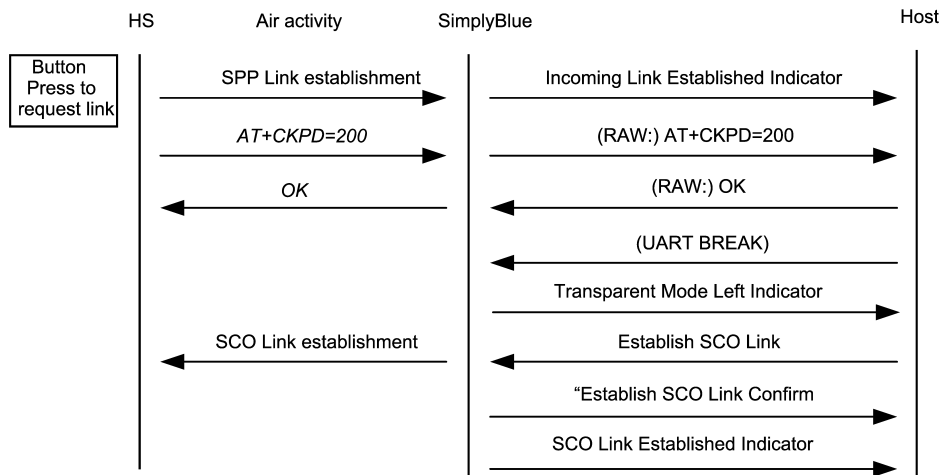 HS
Air activity
SimplyBlue
Host
Button
Press to
request link
SPP Link establishment
Incoming Link Established Indicator
AT+CKPD=200
(RAW:) AT+CKPD=200
OK
(RAW:) OK
(UART BREAK)
Transparent Mode Left Indicator
SCO Link establishment
Establish SCO Link
“Establish SCO Link Confirm
SCO Link Established Indicator